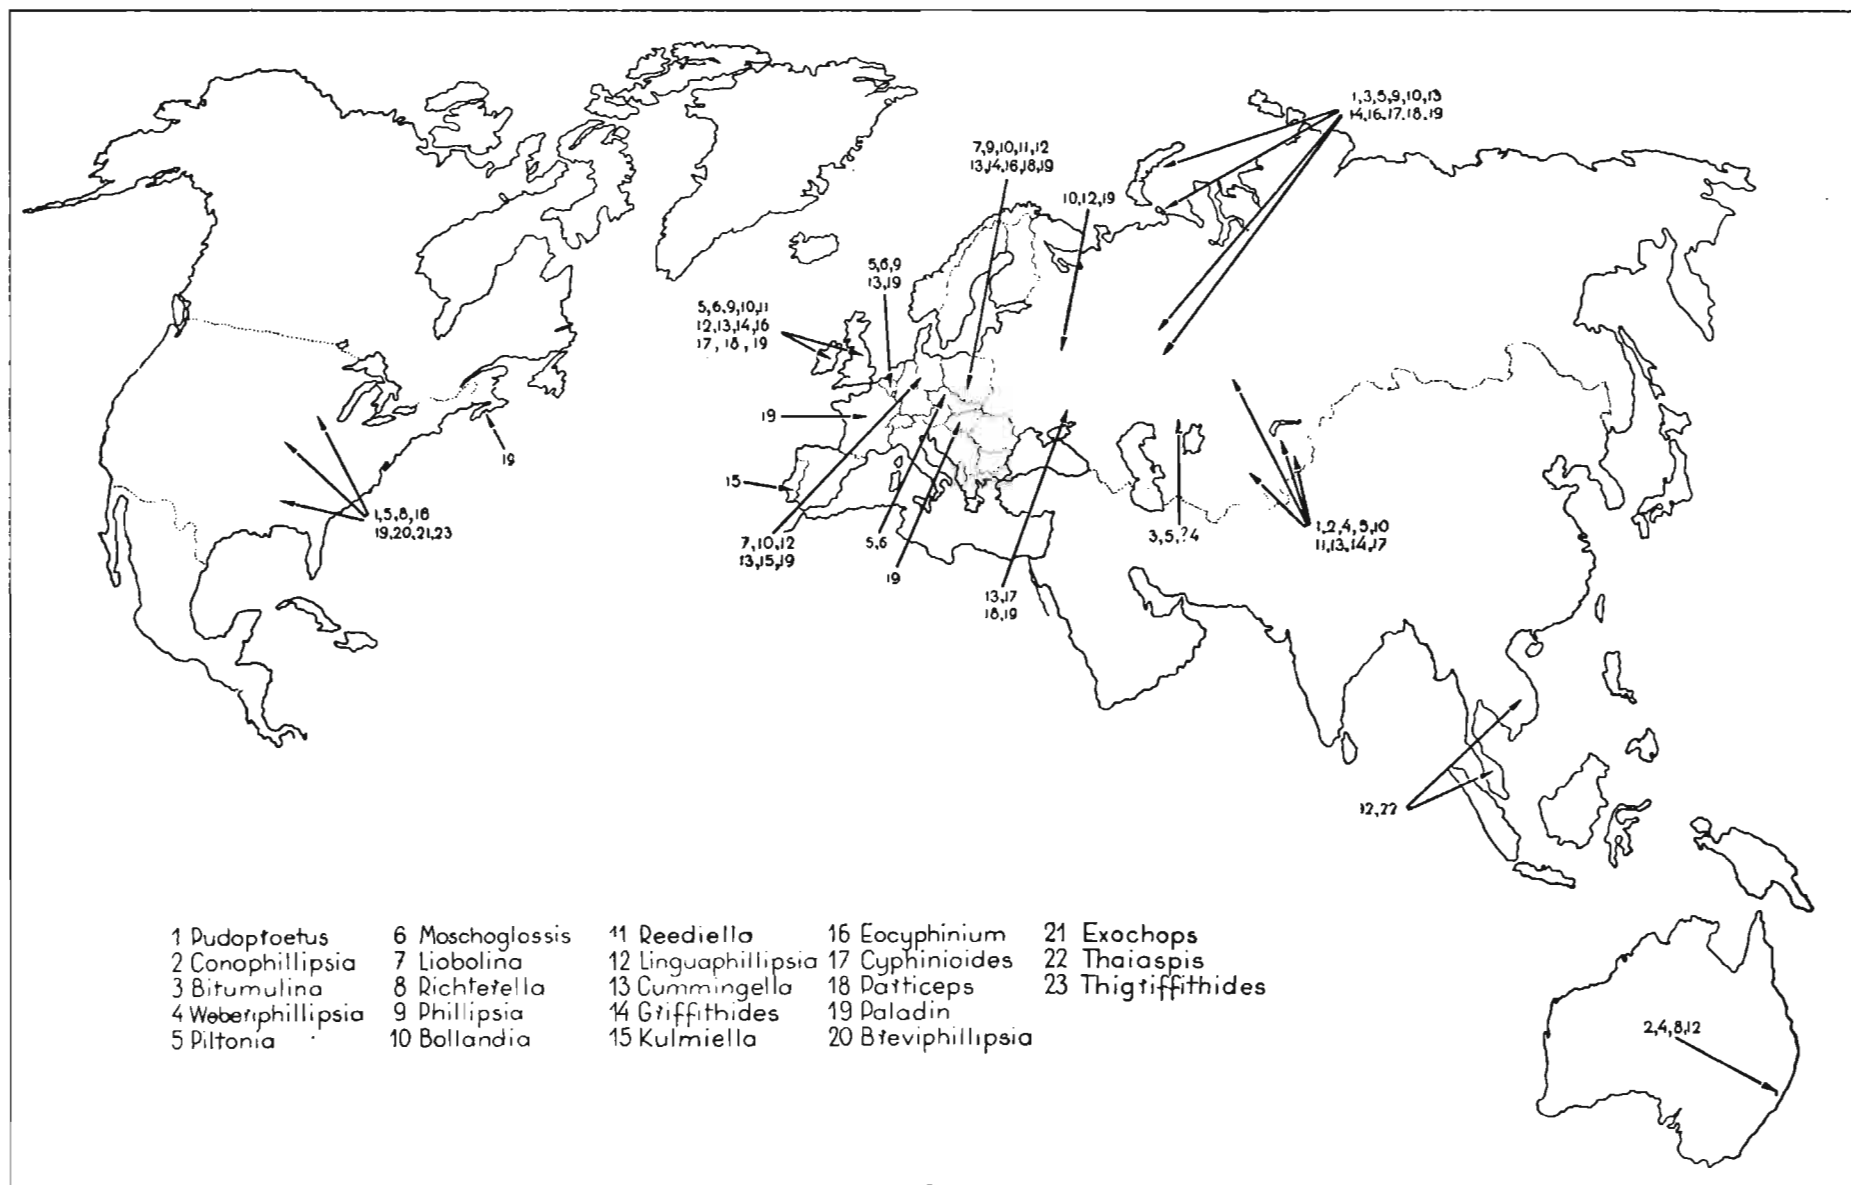 1,3,5,9,10,13
14,16,17,18,19
7,9,10,11,12
13,14,16,18,19
10,12,19
5,6,9
13,19
5,6,9,10,11
12,13,14,16
17, 18, 19
19
19
15
1,5,8,18
19,20,21,23
7,10,12
13,15,19
5,6
19
13,17
18,19
3,5,?4
1,2,4,5,10
11,13,14,17
12,22
2,4,8,12
1 Pudoproetus
2 Conophillipsia
3 Bitumulina
4 Weberiphillipsia
5 Piltonia
6 Moschoglossis
7 Liobolina
8 Richterella
9 Phillipsia
10 Bollandia
11 Reediella
12 Linguaphillipsia
13 Cummingella
14 Griffithides
15 Kulmiella
16 Eocyphinium
17 Cyphinioides
18 Particeps
19 Paladin
20 Breviphillipsia
21 Exochops
22 Thaiaspis
23 Thigriffithides